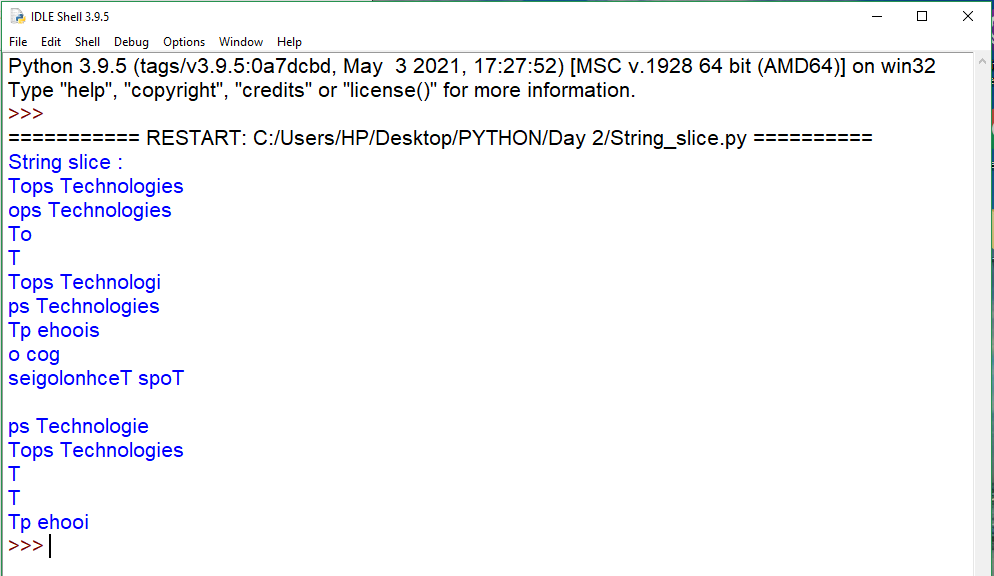 IDLE Shell 3.9.5
File Edit Shell Debug Options Window Help
Python 3.9.5 (tags/v3.9.5:0a7dcbd, May  3 2021, 17:27:52) [MSC v.1928 64 bit (AMD64)] on win32
Type "help", "copyright", "credits" or "license()" for more information.
>>>
=========== RESTART: C:/Users/HP/Desktop/PYTHON/Day 2/String_slice.py ==========
String slice :
Tops Technologies
ops Technologies
To
T
Tops Technologi
ps Technologies
Tp ehoois
o cog
seigolonhceT spoT

ps Technologie
Tops Technologies
T
T
Tp ehooi
>>>